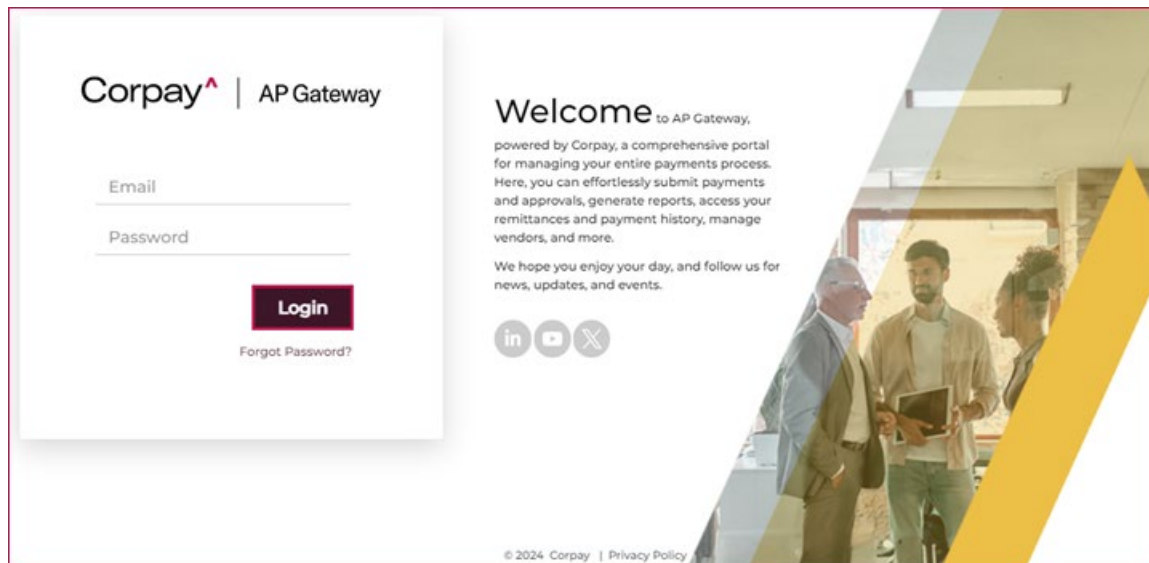 Corpay^ | AP Gateway
Email
Password
Login
Forgot Password?
Welcome to AP Gateway,
powered by Corpay, a comprehensive portal
for managing your entire payments process.
Here, you can effortlessly submit payments
and approvals, generate reports, access your
remittances and payment history, manage
vendors, and more.
We hope you enjoy your day, and follow us for
news, updates, and events.
in
X
© 2024 Corpay | Privacy Policy